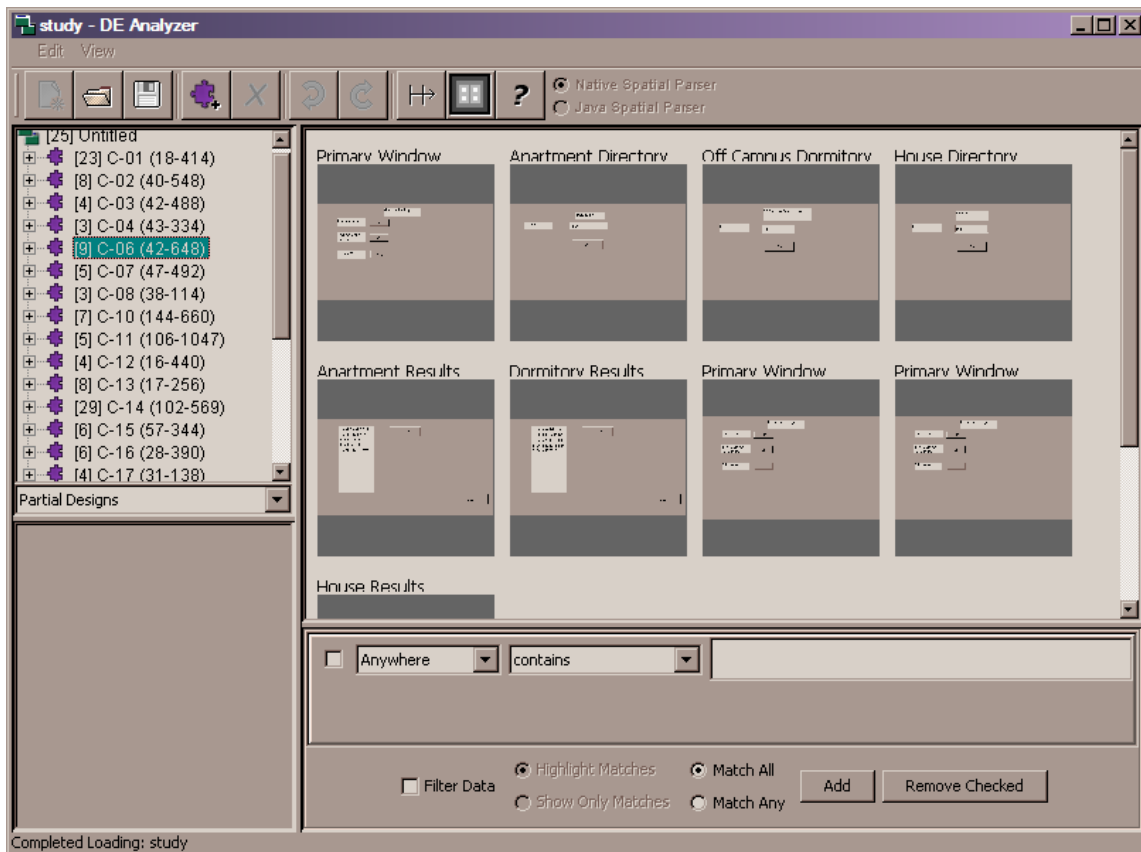 study - DE Analyzer
Edit View
Native Spatial Parser
Java Spatial Parser
[25] Untitled
[23] C-01 (18-414)
[8] C-02 (40-548)
[4] C-03 (42-488)
[3] C-04 (43-334)
[9] C-06 (42-648)
[5] C-07 (47-492)
[3] C-08 (38-114)
[7] C-10 (144-660)
[5] C-11 (106-1047)
[4] C-12 (16-440)
[8] C-13 (17-256)
[29] C-14 (102-569)
[6] C-15 (57-344)
[6] C-16 (28-390)
[4] C-17 (31-138)
Partial Designs
Primary Window Apartment Directory Off Campus Dormitory House Directory
Apartment Results Dormitory Results Primary Window Primary Window
House Results
Anywhere contains
Filter Data
Highlight Matches
Show Only Matches
Match All
Match Any
Add
Remove Checked
Completed Loading: study